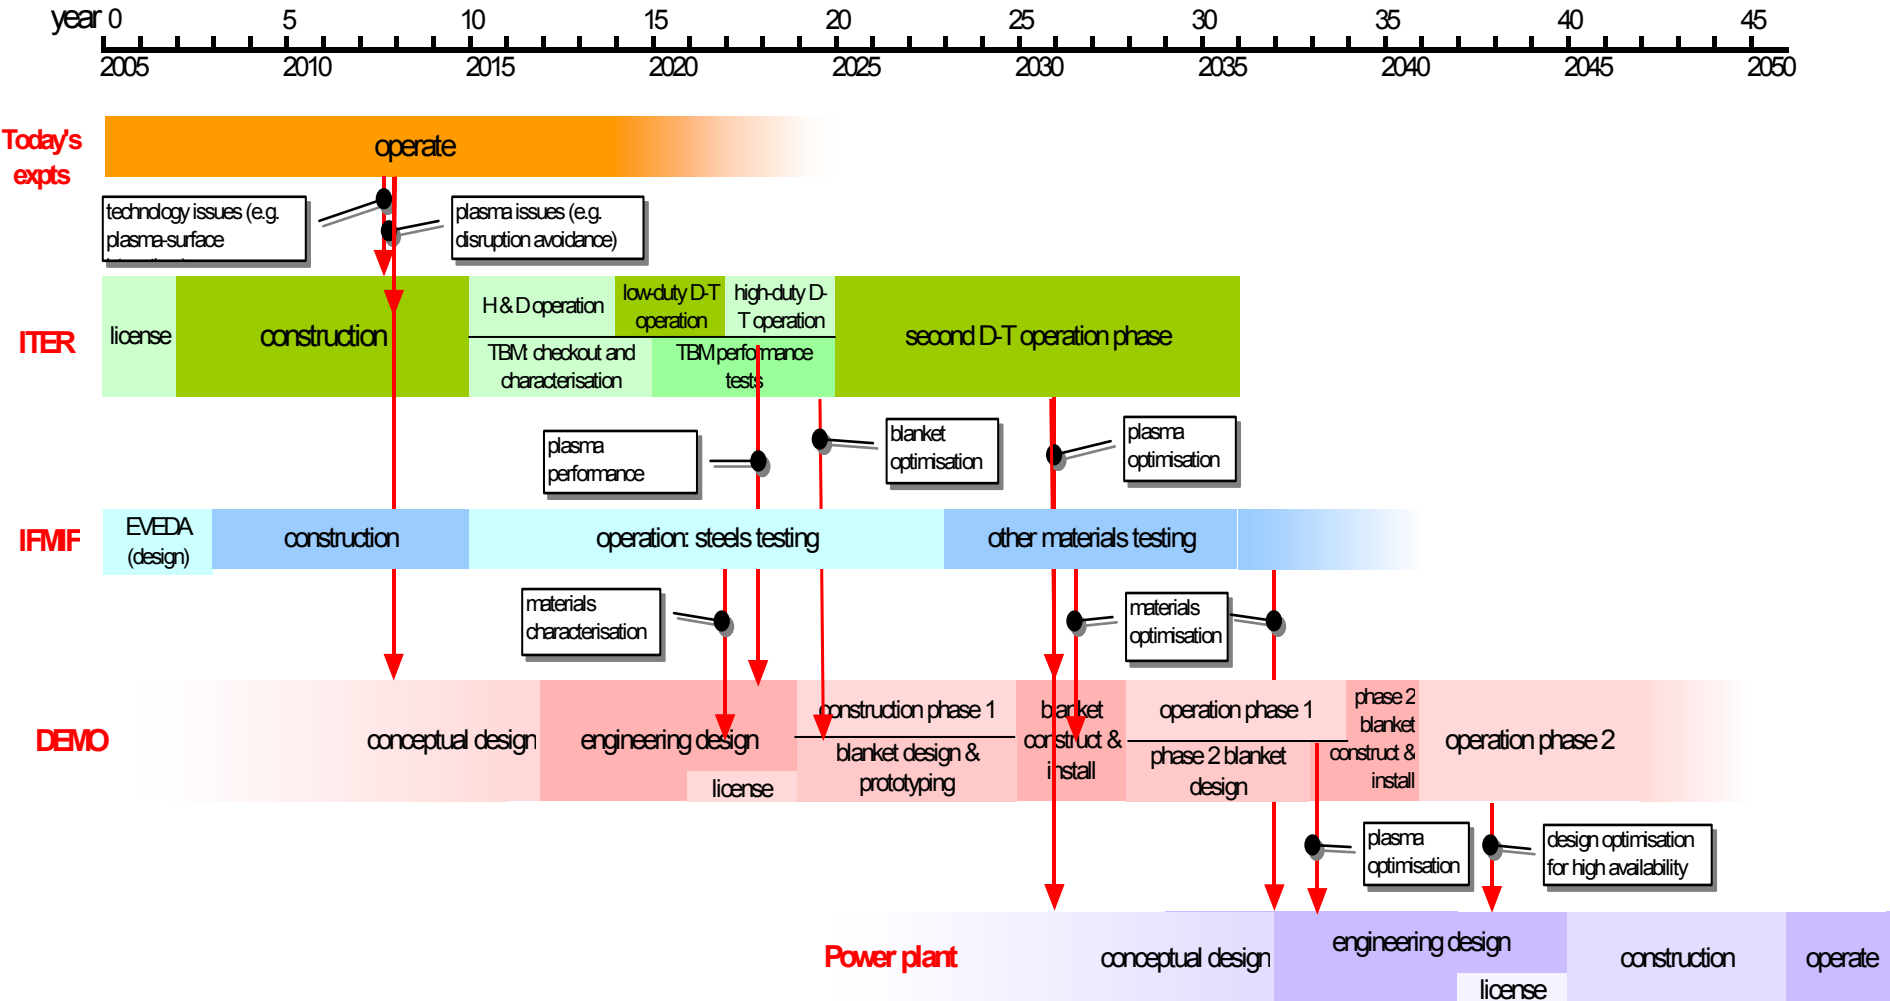 year 0 5 10 15 20 25 30 35 40 45
2005 2010 2015 2020 2025 2030 2035 2040 2045 2050
Today's
expts
operate
technology issues (e.g.
plasma-surface
plasma issues (e.g.
disruption avoidance)
ITER
license
construction
H & D operation
low-duty D-T
operation
high-duty D-
T operation
TBM: checkout and
characterisation
TBM performance
tests
second D-T operation phase
plasma
performance
blanket
optimisation
plasma
optimisation
IFMIF
EVEDA
(design)
construction
operation: steels testing
other materials testing
materials
characterisation
materials
optimisation
DEMO
conceptual design
engineering design
license
construction phase 1
blanket design &
prototyping
blanket
construct &
install
operation phase 1
phase 2 blanket
design
phase 2
blanket
construct &
install
operation phase 2
plasma
optimisation
design optimisation
for high availability
Power plant
conceptual design
engineering design
license
construction
operate